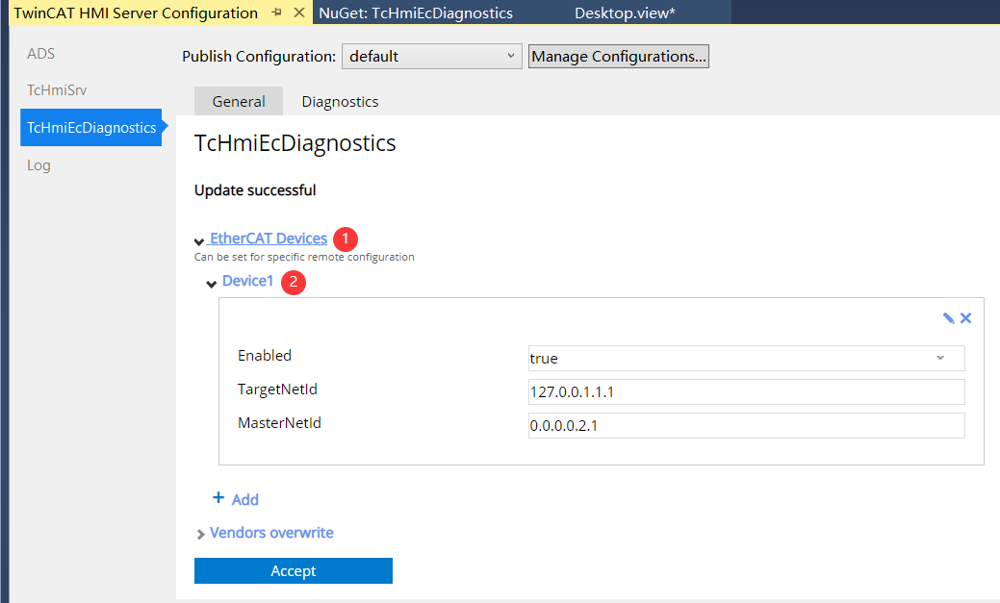 TwinCAT HMI Server Configuration NuGet: TcHmiEcDiagnostics Desktop.view*
ADS
TcHmiSrv
TcHmiEcDiagnostics
Log
Publish Configuration: default Manage Configurations...
General Diagnostics
TcHmiEcDiagnostics
Update successful
EtherCAT Devices 1
Can be set for specific remote configuration
Device1 2
Enabled true
TargetNetId 127.0.0.1.1.1
MasterNetId 0.0.0.0.2.1
+ Add
Vendors overwrite
Accept